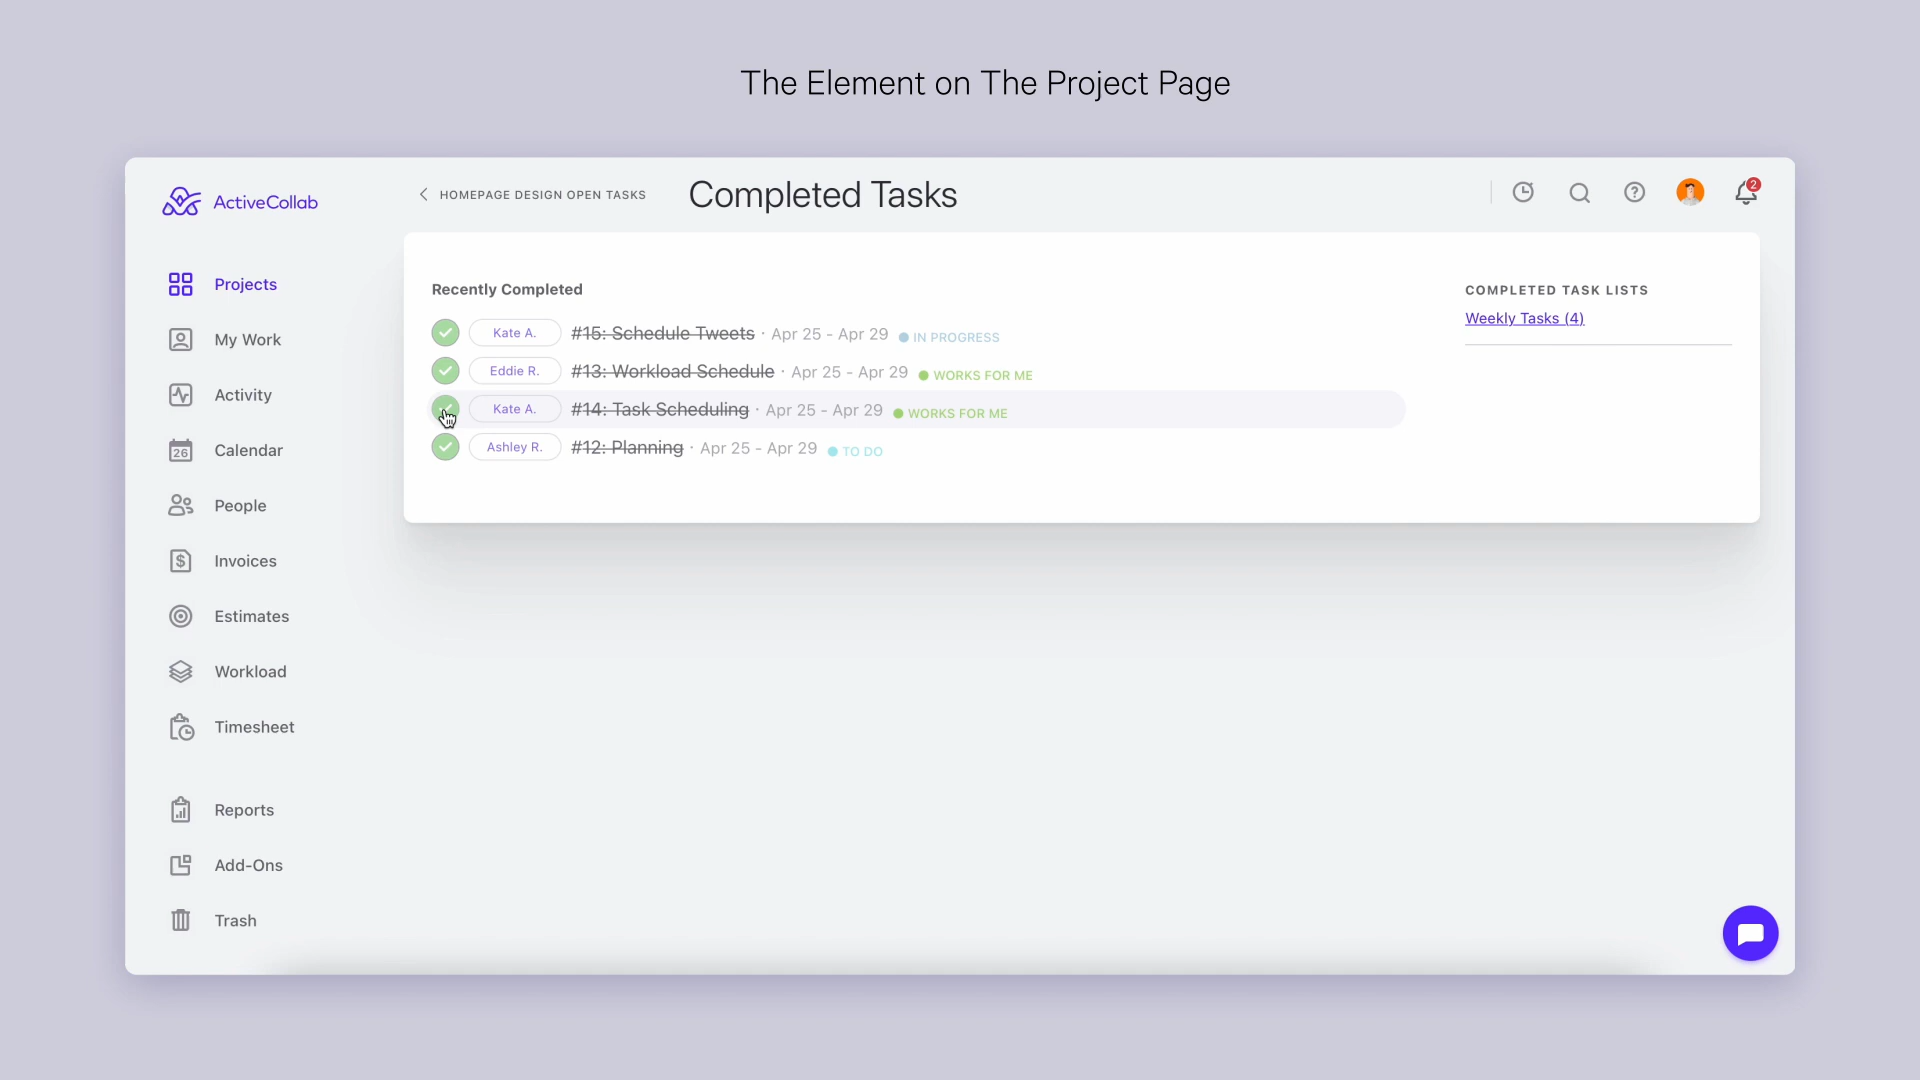 The Element on The Project Page
ActiveCollab
HOMEPAGE DESIGN OPEN TASKS
Completed Tasks
2
Projects
My Work
Activity
26
Calendar
People
Invoices
Estimates
Workload
Timesheet
Reports
Add-Ons
Trash
Recently Completed
Kate A. #15: Schedule Tweets · Apr 25 - Apr 29 IN PROGRESS
Eddie R. #13: Workload Schedule · Apr 25 - Apr 29 WORKS FOR ME
Kate A. #14: Task Scheduling · Apr 25 - Apr 29 WORKS FOR ME
Ashley R. #12: Planning · Apr 25 - Apr 29 TO DO
COMPLETED TASK LISTS
Weekly Tasks (4)